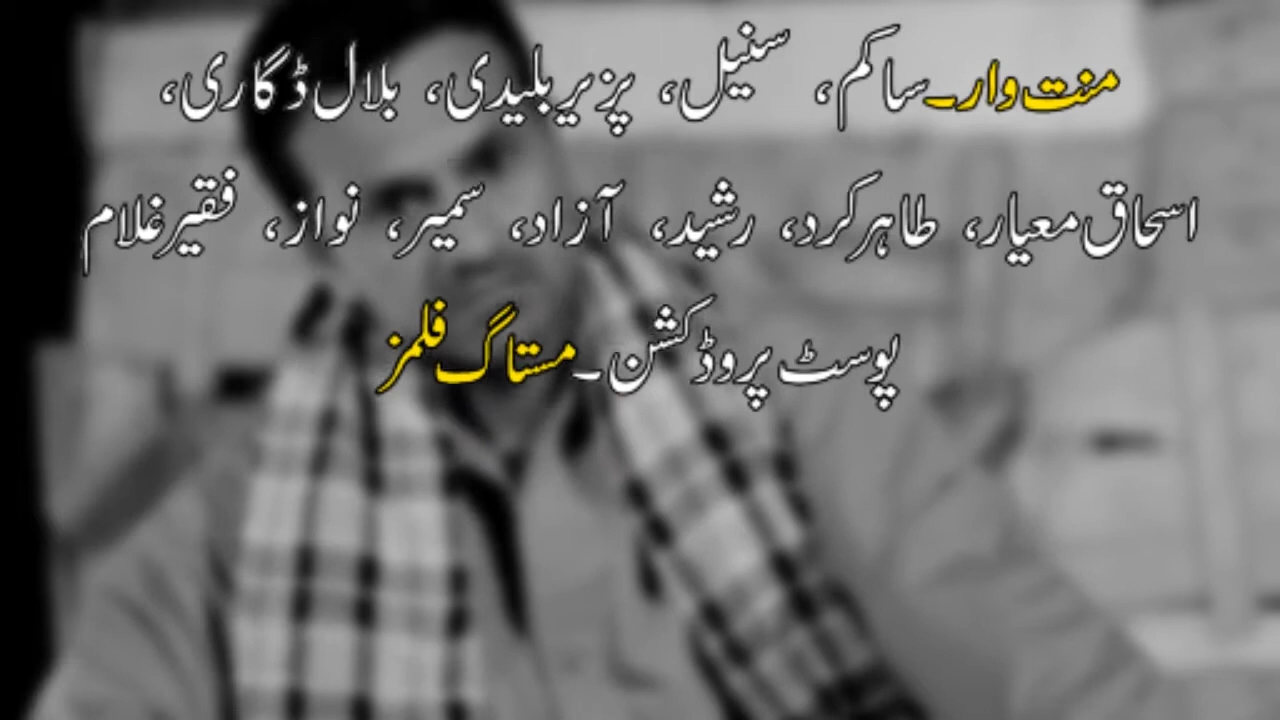 منت وار۔ ساکم، سنیل، پزیر بلیدی، بلال ڈگاری،
اسحاق معیار، طاہر کرد، رشید، آزاد، سمیر، نواز، فقیر غلام
پوسٹ پروڈکشن۔ مستاگ فلمز